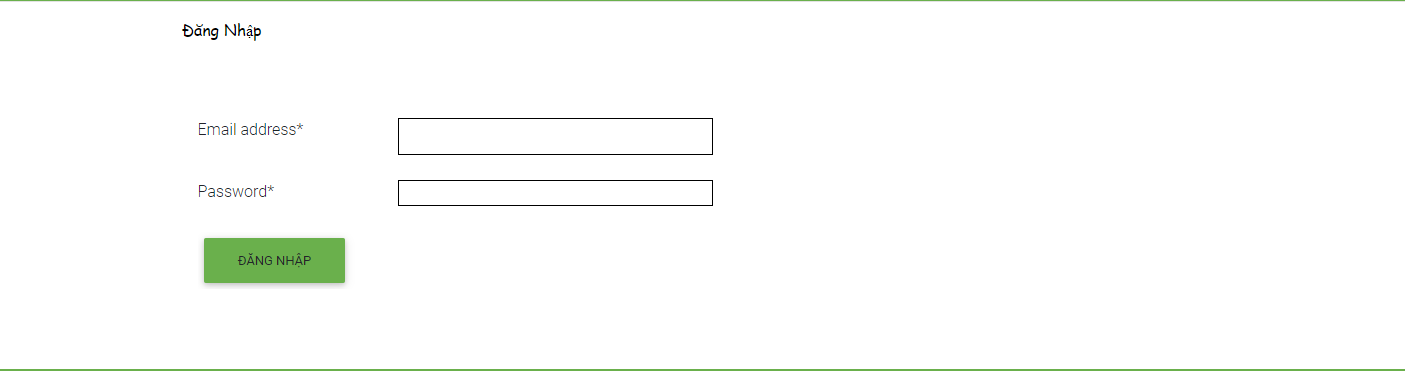 Đăng Nhập
Email address*
Password*
ĐĂNG NHẬP